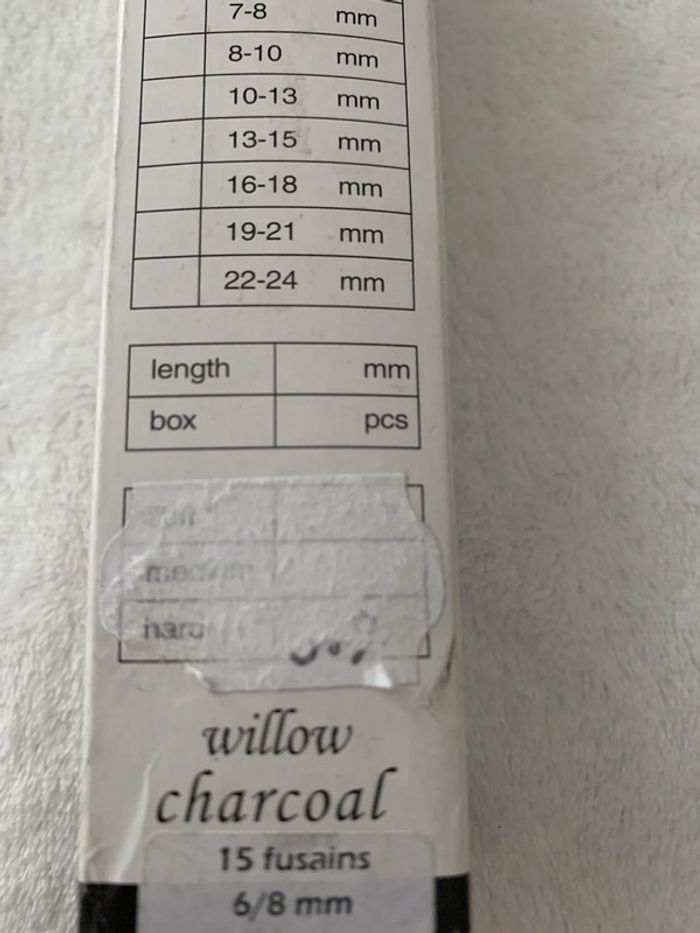 7-8 mm
8-10 mm
10-13 mm
13-15 mm
16-18 mm
19-21 mm
22-24 mm
length mm
box pcs
medium
hard
willow
charcoal
15 fusains
6/8 mm